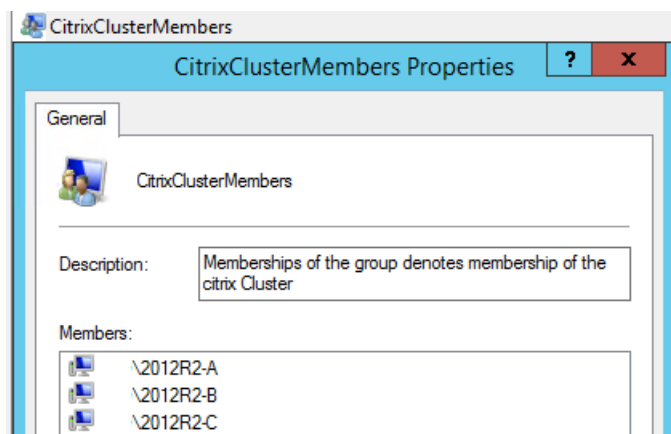 CitrixClusterMembers
CitrixClusterMembers Properties ? x
General
CitrixClusterMembers
Description: Memberships of the group denotes membership of the
citrix Cluster
Members:
\2012R2-A
\2012R2-B
\2012R2-C